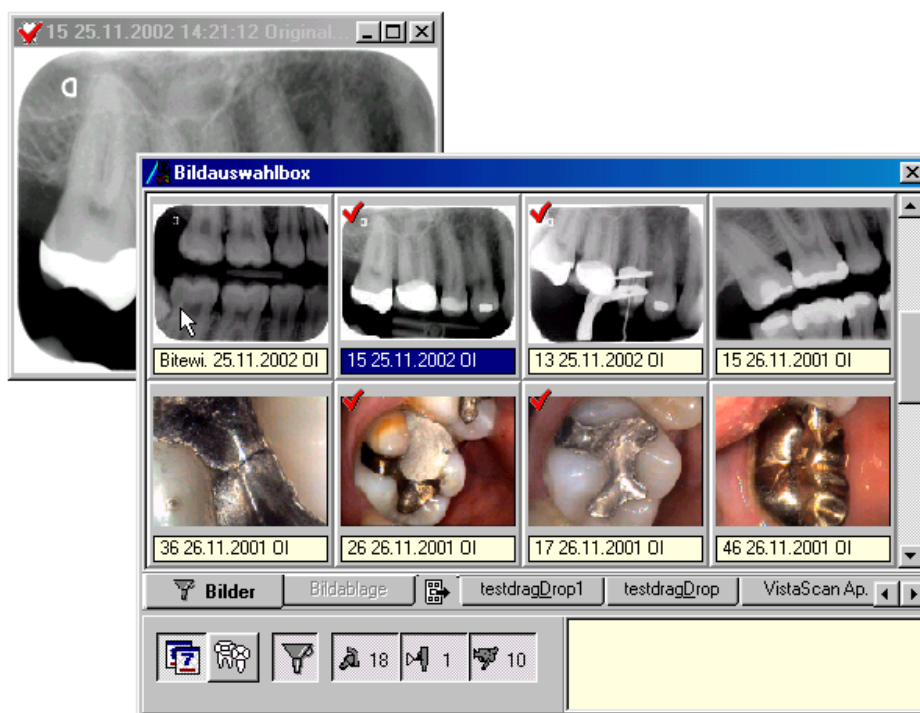 15 25.11.2002 14:21:12 Original...
Bildauswahlbox
Bitewi. 25.11.2002 OI
15 25.11.2002 OI
13 25.11.2002 OI
15 26.11.2001 OI
36 26.11.2001 OI
26 26.11.2001 OI
17 26.11.2001 OI
46 26.11.2001 OI
Bilder
Bildablage
testdragDrop1
testdragDrop
VistaScan Ap.
7
18
1
10